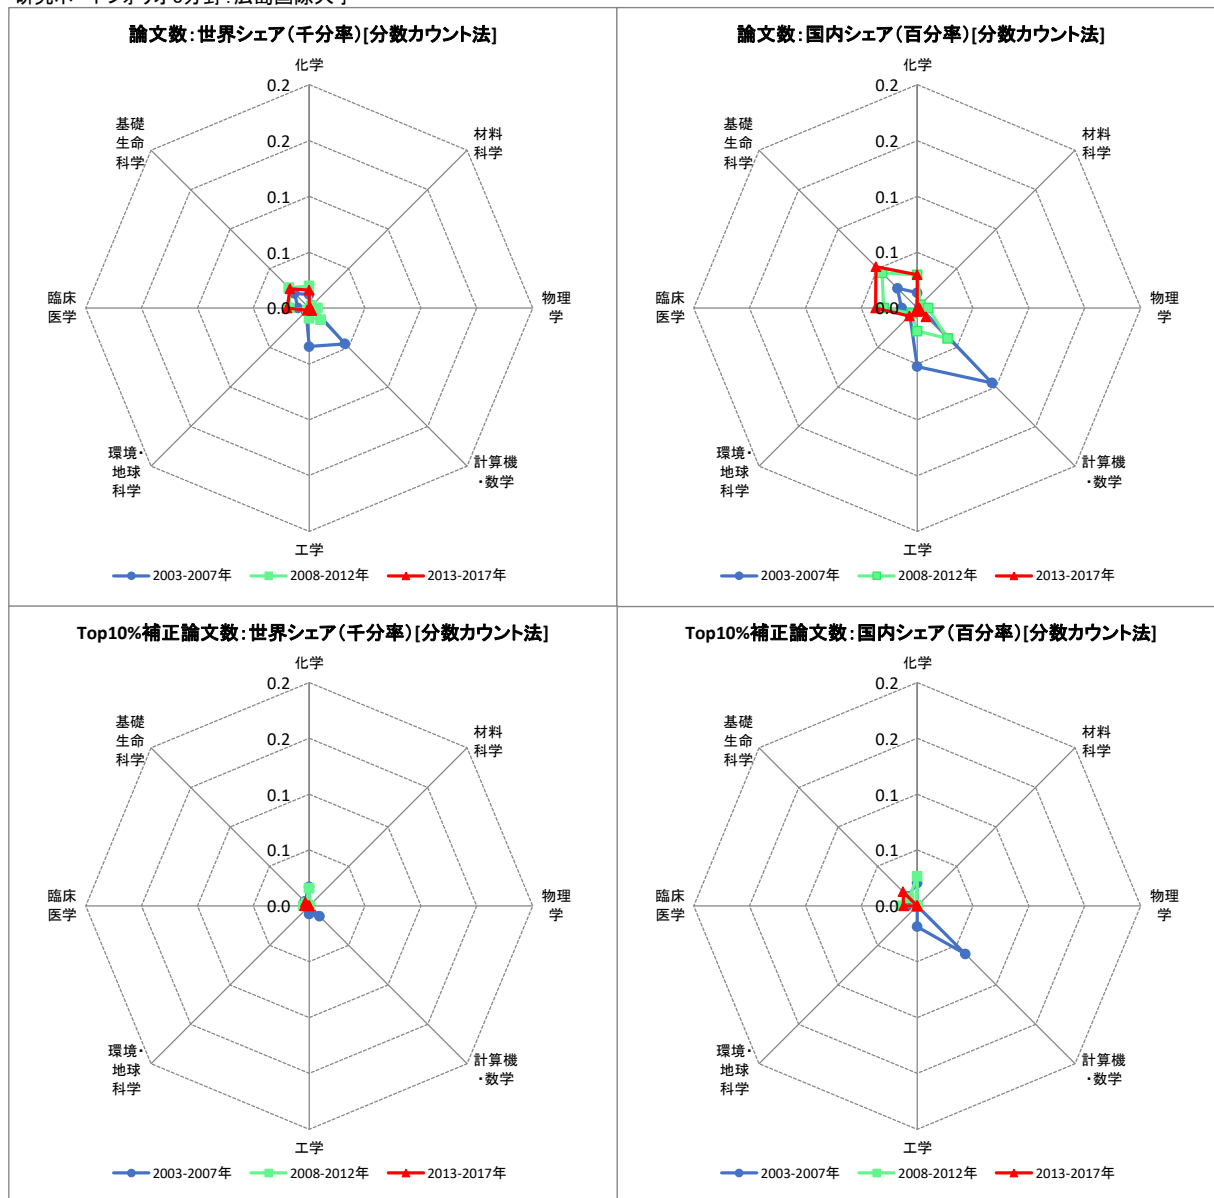 論文数：世界シェア（千分率）[分数カウント法]
化学
0.2
0.2
0.1
0.1
0.0
材料
科学
物理
学
計算機
・数学
工学
環境・
地球
科学
臨床
医学
基礎
生命
科学
2003-2007年
2008-2012年
2013-2017年
論文数：国内シェア（百分率）[分数カウント法]
化学
0.2
0.2
0.1
0.1
0.0
材料
科学
物理
学
計算機
・数学
工学
環境・
地球
科学
臨床
医学
基礎
生命
科学
2003-2007年
2008-2012年
2013-2017年
Top10%補正論文数：世界シェア（千分率）[分数カウント法]
化学
0.2
0.2
0.1
0.1
0.0
材料
科学
物理
学
計算機
・数学
工学
環境・
地球
科学
臨床
医学
基礎
生命
科学
2003-2007年
2008-2012年
2013-2017年
Top10%補正論文数：国内シェア（百分率）[分数カウント法]
化学
0.2
0.2
0.1
0.1
0.0
材料
科学
物理
学
計算機
・数学
工学
環境・
地球
科学
臨床
医学
基礎
生命
科学
2003-2007年
2008-2012年
2013-2017年